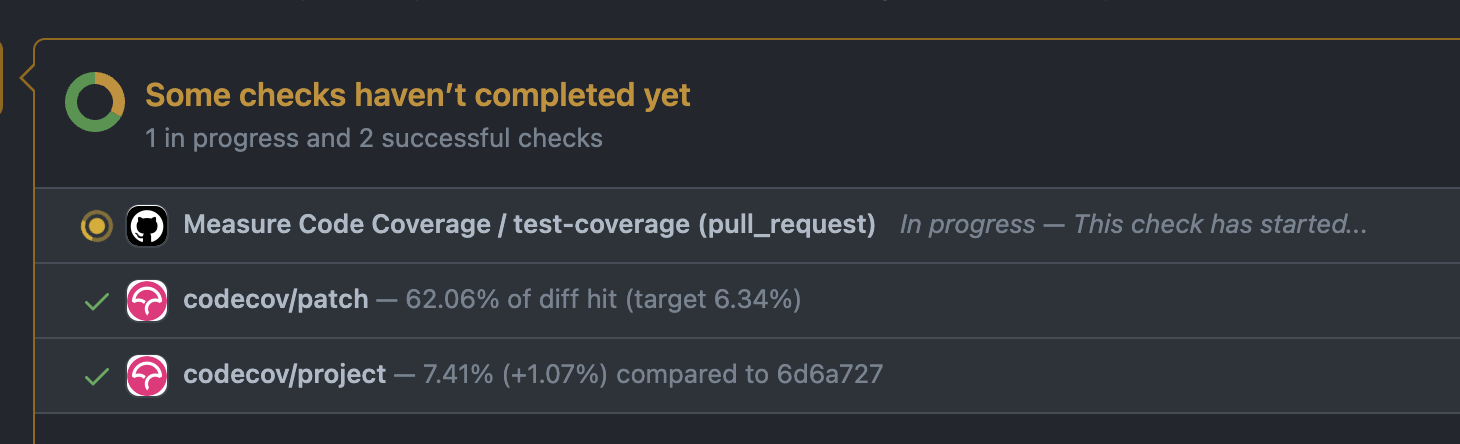 Some checks haven’t completed yet
1 in progress and 2 successful checks
Measure Code Coverage / test-coverage (pull_request) In progress — This check has started...
codecov/patch — 62.06% of diff hit (target 6.34%)
codecov/project — 7.41% (+1.07%) compared to 6d6a727